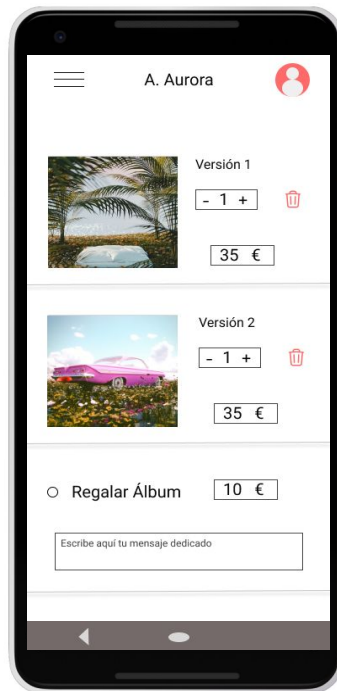 A. Aurora
Versión 1
- 1 +
35 €
Versión 2
- 1 +
35 €
Regalar Álbum
10 €
Escribe aquí tu mensaje dedicado